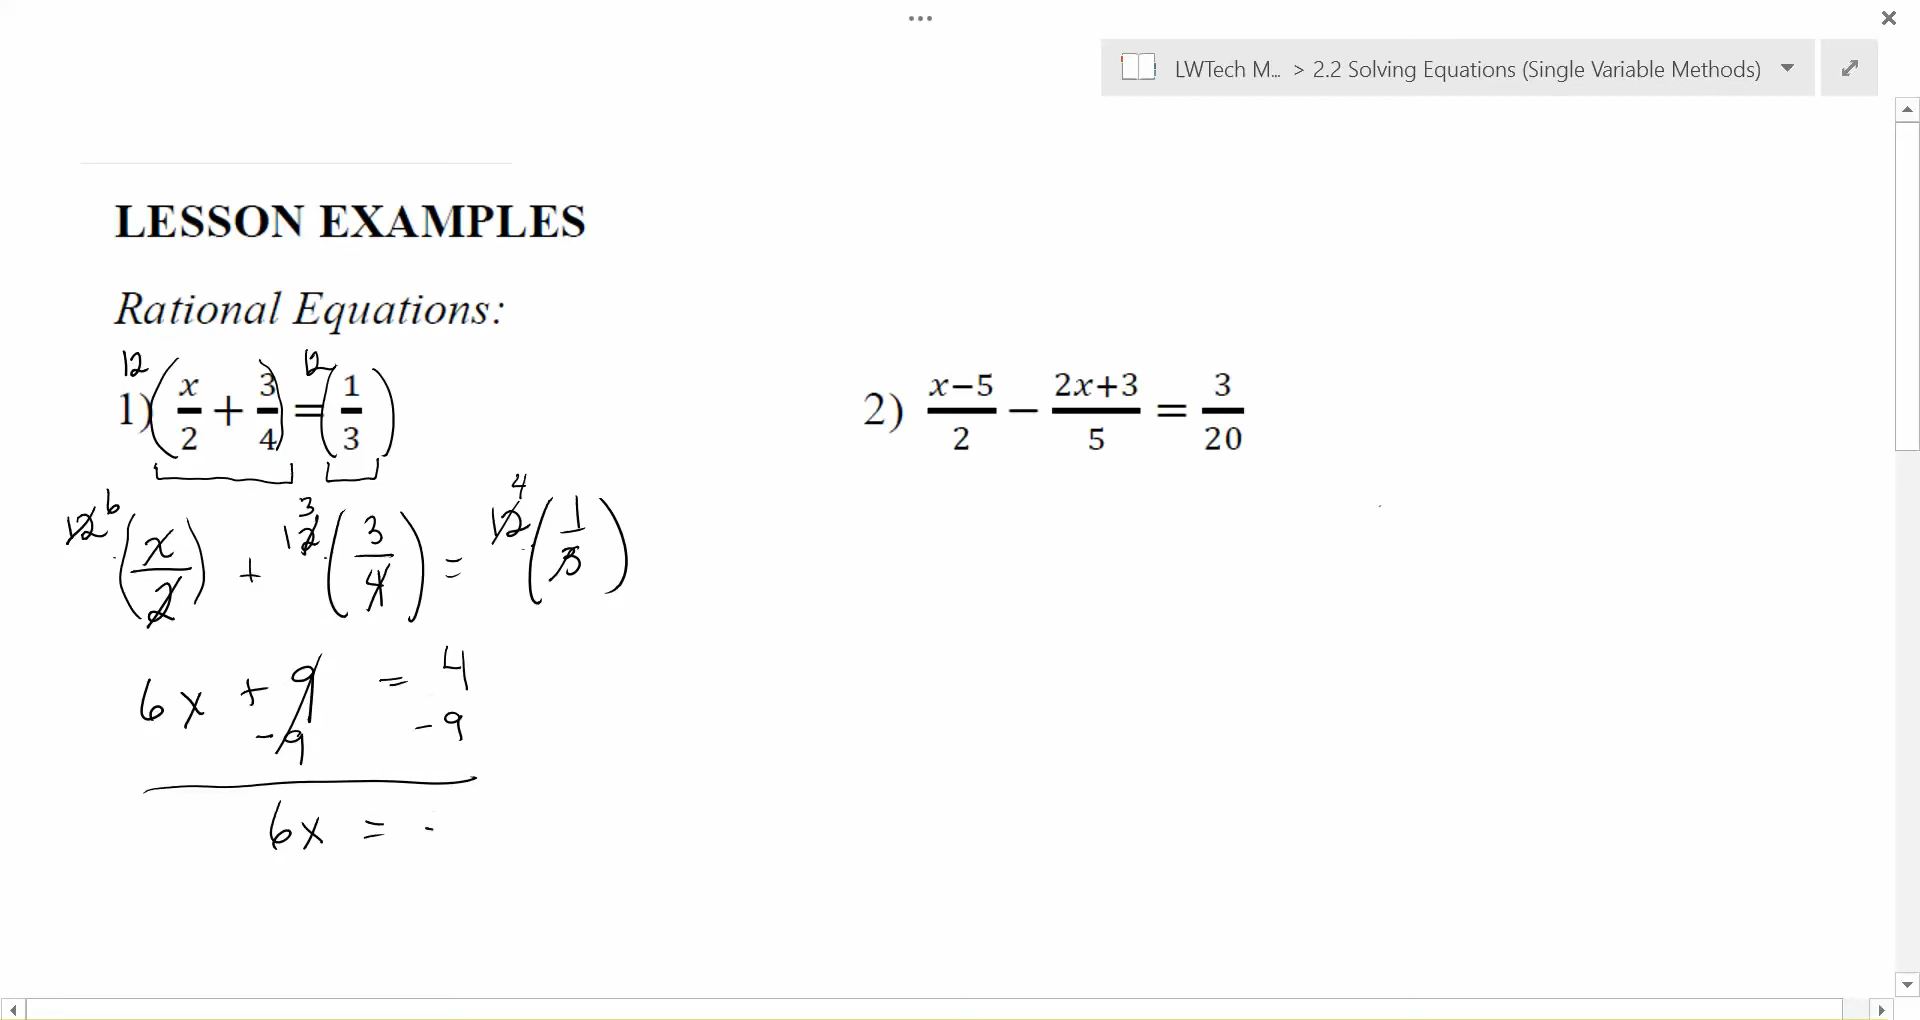 LWTech M... > 2.2 Solving Equations (Single Variable Methods)
LESSON EXAMPLES
Rational Equations:
1) 12(x/2 + 3/4) = 12(1/3)
12 6 (x/2) + 12 3 (3/4) = 12 4 (1/3)
6x + 9 = 4
-9 -9
6x = -
2) x−5/2 − 2x+3/5 = 3/20